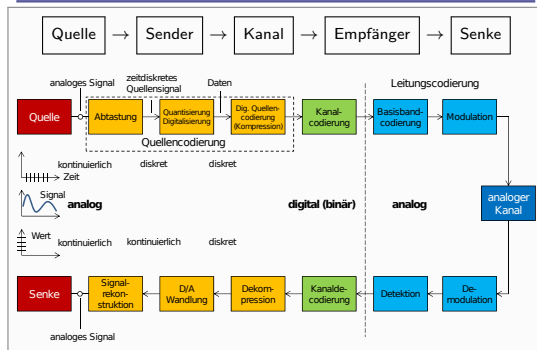 Quelle → Sender → Kanal → Empfänger → Senke
analoges Signal
zeitdiskretes
Quellensignal
Daten
Leitungscodierung
Quelle
Abtastung
Quantisierung
Digitalisierung
Dig. Quellen-
codierung
(Kompression)
Kanal-
codierung
Basisband-
codierung
Modulation
Quellencodierung
kontinuierlich
diskret
diskret
Zeit
Signal
analog
digital (binär)
analog
analoger
Kanal
Wert
kontinuierlich
kontinuierlich
diskret
Senke
Signal-
rekon-
struktion
D/A
Wandlung
Dekom-
pression
Kanalde-
codierung
Detektion
De-
modulation
analoges Signal